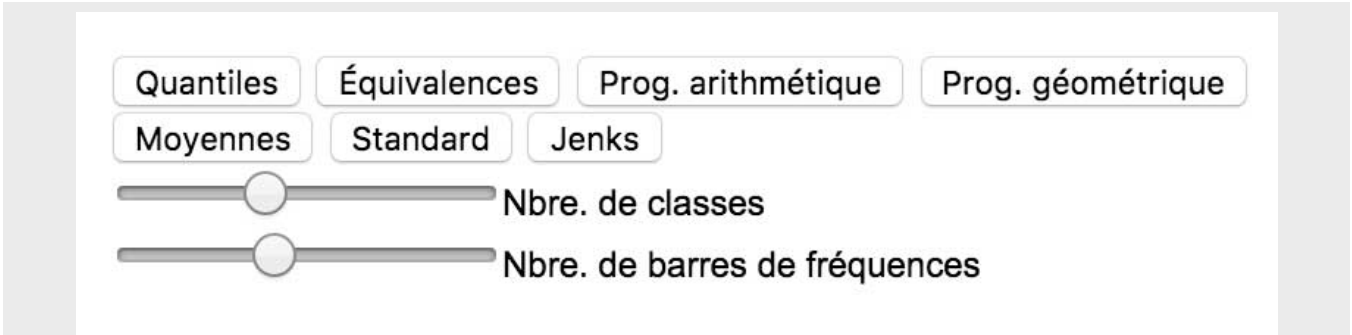 Quantiles Équivalences Prog. arithmétique Prog. géométrique
Moyennes Standard Jenks
Nbre. de classes
Nbre. de barres de fréquences